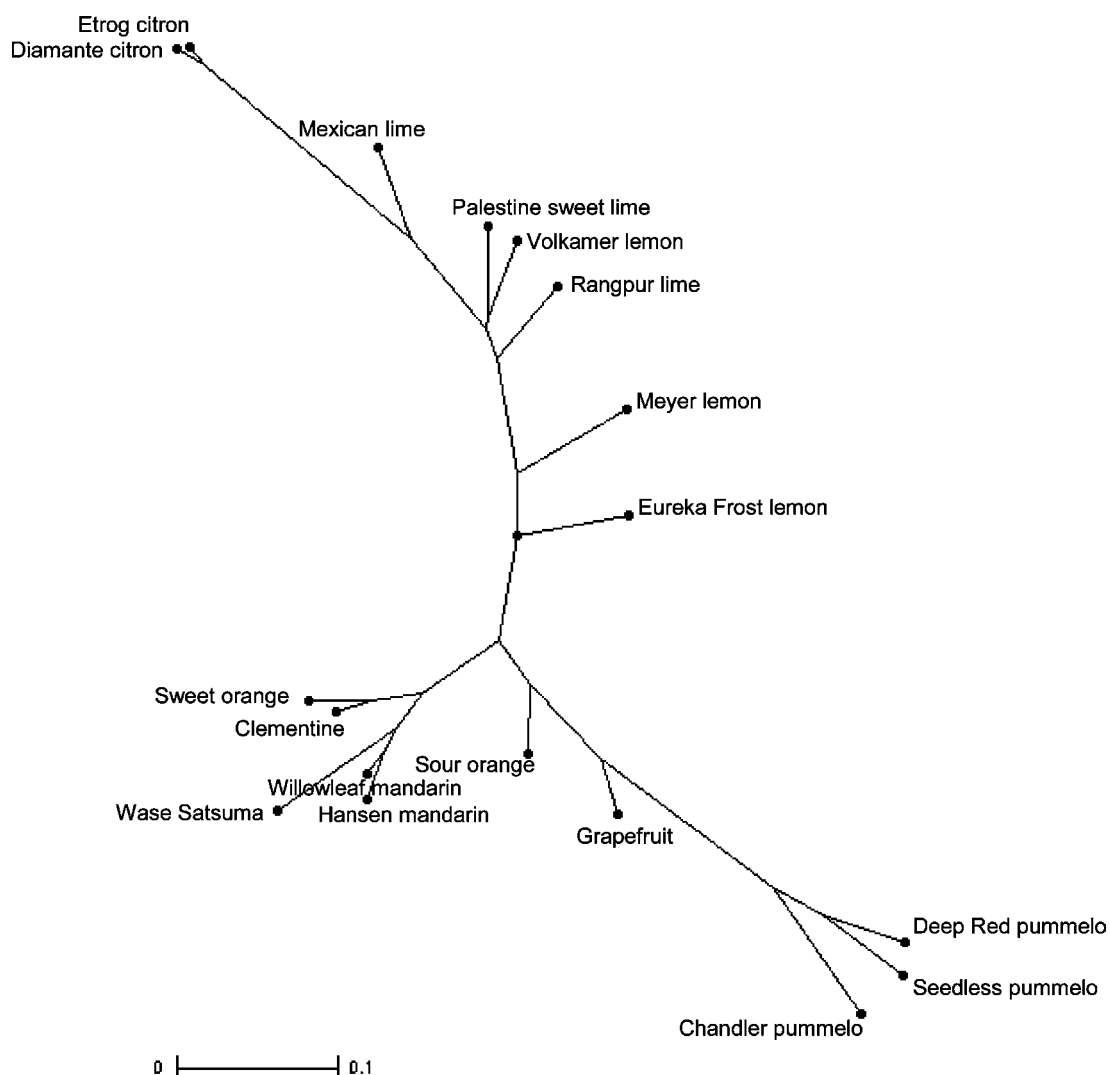 Etrog citron
Diamante citron
Mexican lime
Palestine sweet lime
Volkamer lemon
Rangpur lime
Meyer lemon
Eureka Frost lemon
Sweet orange
Clementine
Sour orange
Willowleaf mandarin
Wase Satsuma
Hansen mandarin
Grapefruit
Deep Red pummelo
Seedless pummelo
Chandler pummelo
0 0.1